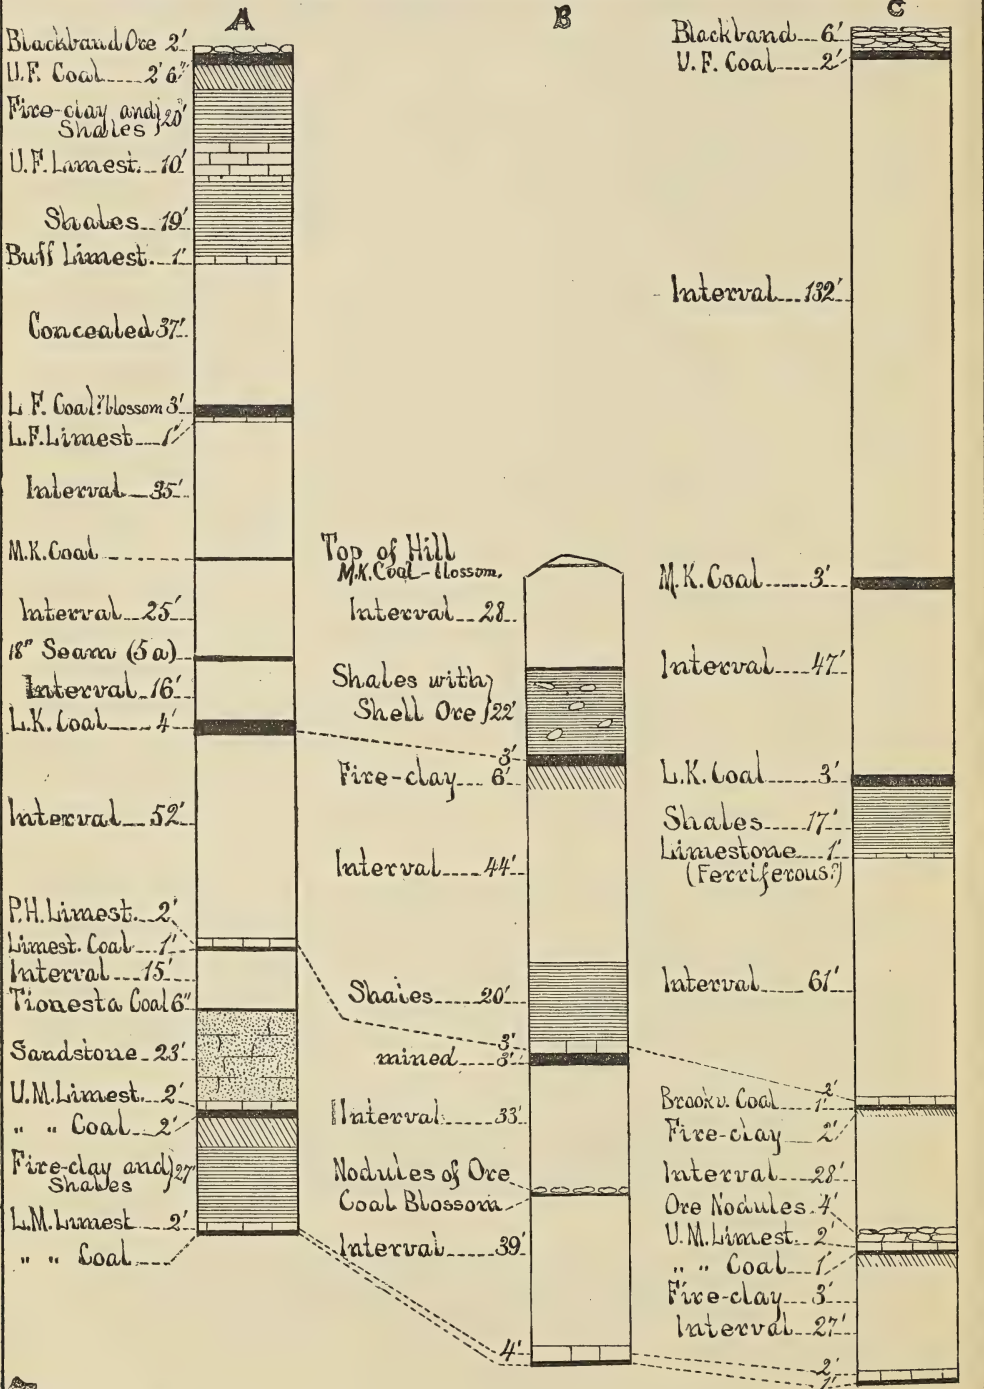 A
Blackband Ore 2'
U.F. Coal 2' 6"
Fire-clay and
Shales 20'
U.F. Limest. 10'
Shales 19'
Buff Limest. 1'
Concealed 37'
L.F. Coal? blossom 3'
L.F. Limest 1'
Interval 35'
M.K. Coal
Interval 25'
18" Seam (5a)
Interval 16'
L.K. Coal 4'
Interval 52'
P.H. Limest. 2'
Limest. Coal 1'
Interval 15'
Tionesta Coal 6"
Sandstone 23'
U.M. Limest. 2'
" " Coal 2'
Fire-clay and
Shales 27'
L.M. Limest 2'
" " Coal
B
Top of Hill
M.K. Coal-blossom.
Interval 28
Shales with
Shell Ore 22'
3'
Fire-clay 6'
Interval 44'
Shales 20'
3'
mined 3'
Interval 33'
Nodules of Ore
Coal Blossom
Interval 39'
4'
C
Blackband 6'
U.F. Coal 2'
Interval 132'
M.K. Coal 3'
Interval 47'
L.K. Coal 3'
Shales 17'
Limestone 1'
(Ferriferous?)
Interval 61'
2'
Brookv. Coal 1'
Fire-clay 2'
Interval 28'
Ore Nodules 4'
U.M. Limest 2'
" " Coal 1'
Fire-clay 3'
Interval 27'
2'
1'